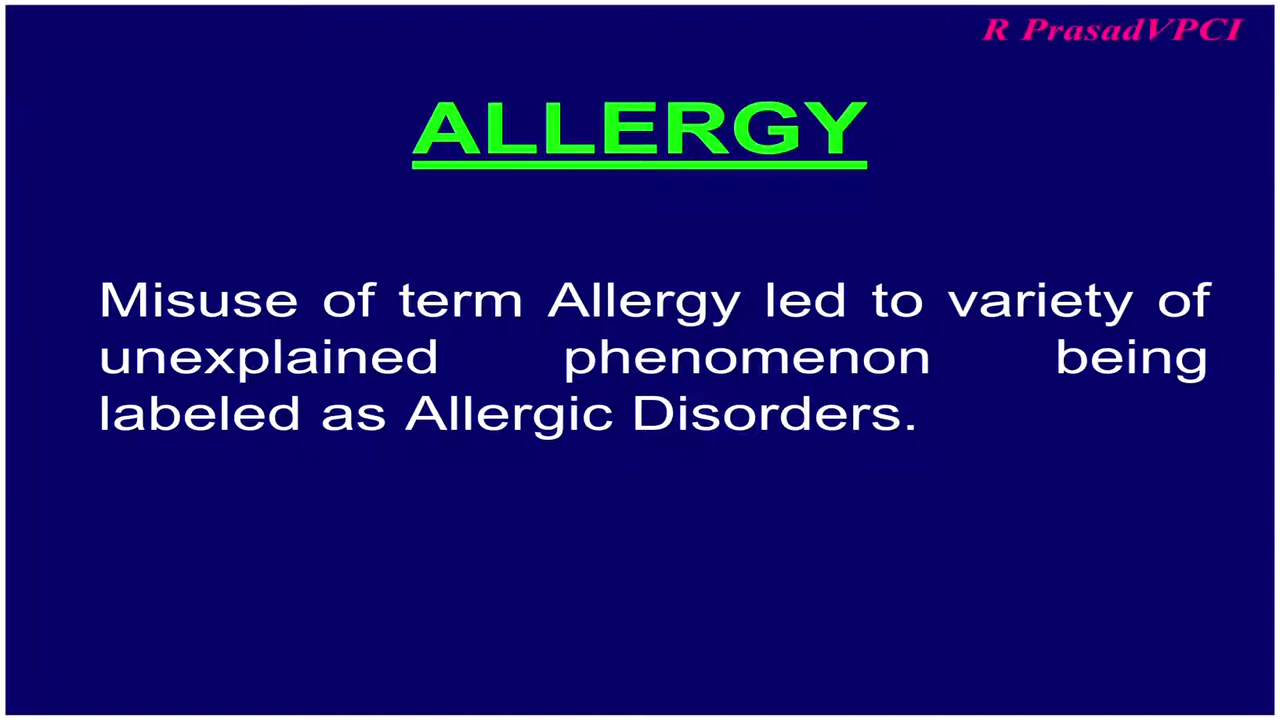 R PrasadVPCI
ALLERGY
Misuse of term Allergy led to variety of
unexplained phenomenon being
labeled as Allergic Disorders.